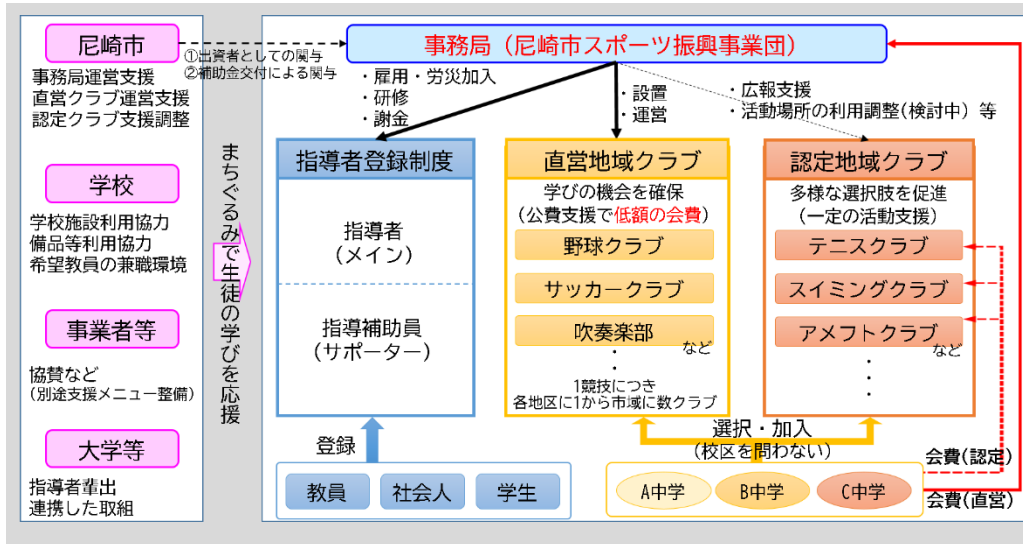 尼崎市
事務局運営支援
直営クラブ運営支援
認定クラブ支援調整
学校
学校施設利用協力
備品等利用協力
希望教員の兼職環境
事業者等
協賛など
(別途支援メニュー整備)
大学等
指導者輩出
連携した取組
まちぐるみで生徒の学びを応援
①出資者としての関与
②補助金交付による関与
事務局（尼崎市スポーツ振興事業団）
・雇用・労災加入
・研修
・謝金
・設置
・運営
・広報支援
・活動場所の利用調整(検討中）等
指導者登録制度
指導者
（メイン）
指導補助員
（サポーター）
登録
教員
社会人
学生
直営地域クラブ
学びの機会を確保
（公費支援で低額の会費）
野球クラブ
サッカークラブ
吹奏楽部
など
・
・
・
1競技につき
各地区に1から市域に数クラブ
認定地域クラブ
多様な選択肢を促進
（一定の活動支援）
テニスクラブ
スイミングクラブ
アメフトクラブ
など
・
・
・
選択・加入
（校区を問わない）
A中学
B中学
C中学
会費(認定)
会費(直営)